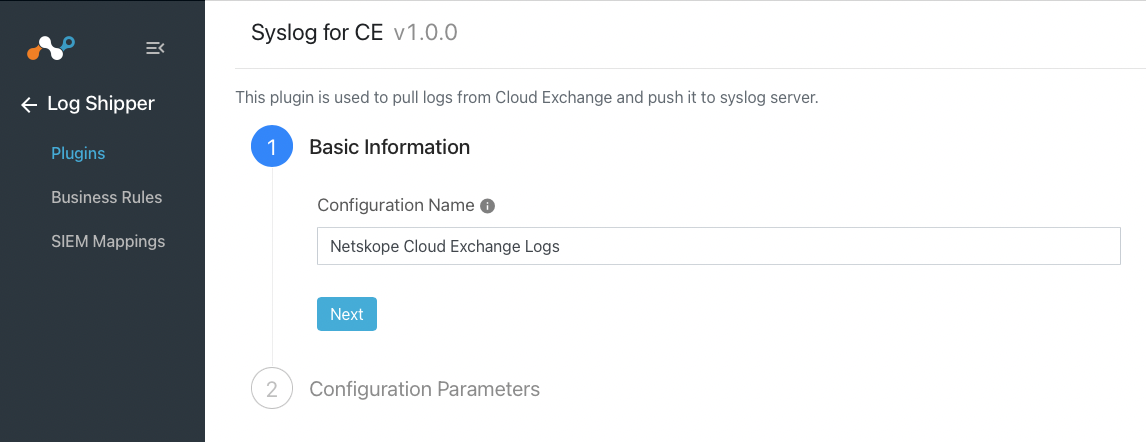 Log Shipper
Plugins
Business Rules
SIEM Mappings
Syslog for CE v1.0.0
This plugin is used to pull logs from Cloud Exchange and push it to syslog server.
1 Basic Information
Configuration Name
Netskope Cloud Exchange Logs
Next
2 Configuration Parameters